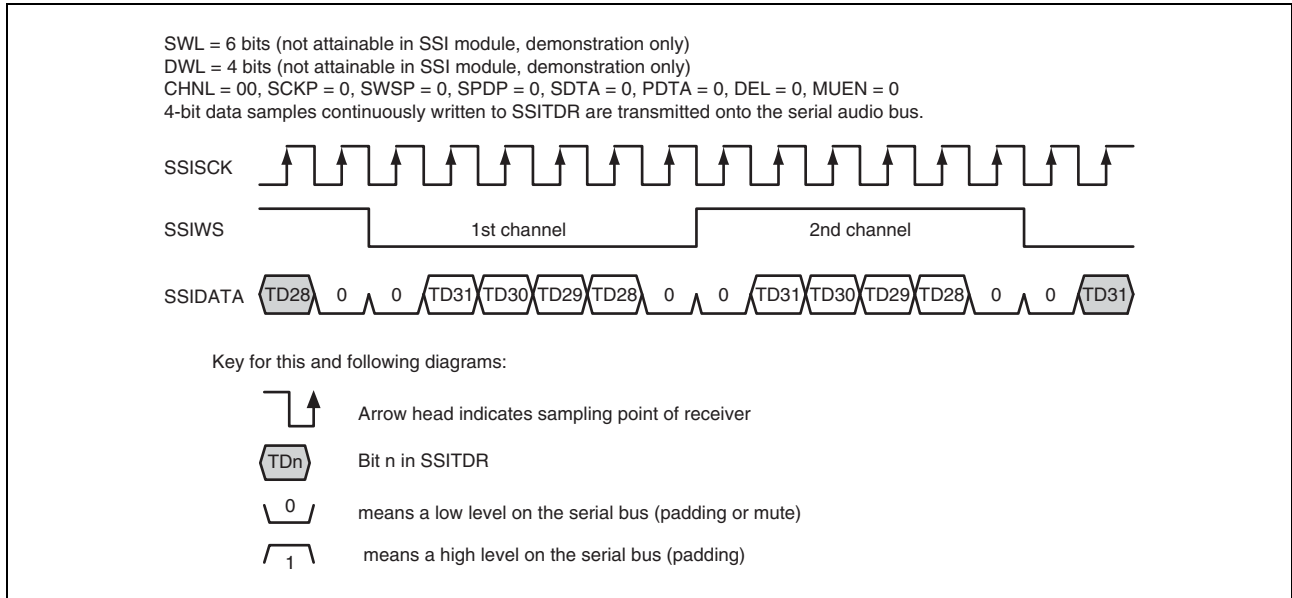 SWL = 6 bits (not attainable in SSI module, demonstration only)
DWL = 4 bits (not attainable in SSI module, demonstration only)
CHNL = 00, SCKP = 0, SWSP = 0, SPDP = 0, SDTA = 0, PDTA = 0, DEL = 0, MUEN = 0
4-bit data samples continuously written to SSITDR are transmitted onto the serial audio bus.
SSISCK
SSIWS 1st channel 2nd channel
SSIDATA TD28 0 0 TD31 TD30 TD29 TD28 0 0 TD31 TD30 TD29 TD28 0 0 TD31
Key for this and following diagrams:
Arrow head indicates sampling point of receiver
TDn Bit n in SSITDR
0 means a low level on the serial bus (padding or mute)
1 means a high level on the serial bus (padding)